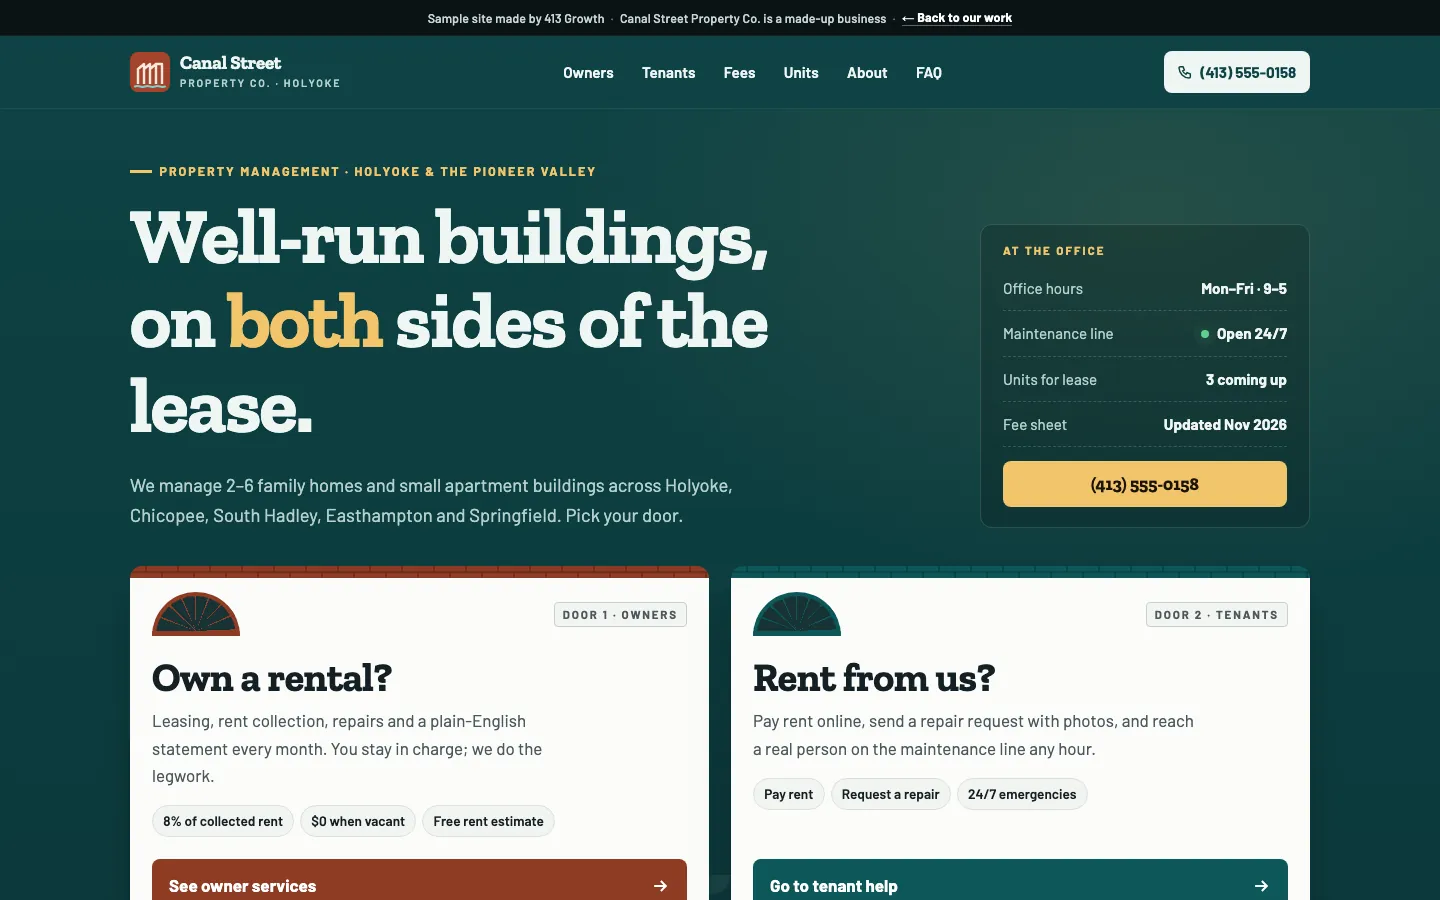 Sample site made by 413 Growth · Canal Street Property Co. is a made-up business · ← Back to our work
Canal Street
PROPERTY CO. · HOLYOKE
Owners Tenants Fees Units About FAQ
(413) 555-0158
PROPERTY MANAGEMENT · HOLYOKE & THE PIONEER VALLEY
Well-run buildings,
on both sides of the
lease.
We manage 2–6 family homes and small apartment buildings across Holyoke,
Chicopee, South Hadley, Easthampton and Springfield. Pick your door.
AT THE OFFICE
Office hours Mon–Fri · 9–5
Maintenance line Open 24/7
Units for lease 3 coming up
Fee sheet Updated Nov 2026
(413) 555-0158
DOOR 1 · OWNERS
Own a rental?
Leasing, rent collection, repairs and a plain-English
statement every month. You stay in charge; we do the
legwork.
8% of collected rent $0 when vacant Free rent estimate
See owner services →
DOOR 2 · TENANTS
Rent from us?
Pay rent online, send a repair request with photos, and reach
a real person on the maintenance line any hour.
Pay rent Request a repair 24/7 emergencies
Go to tenant help →